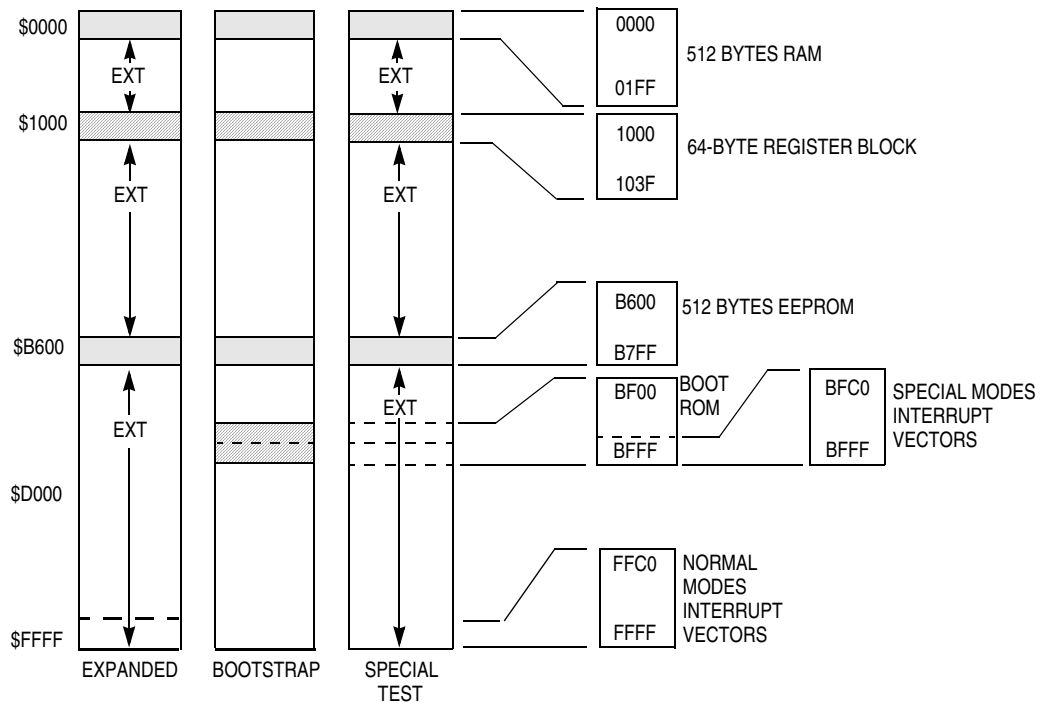 $0000
EXT
$1000
EXT
$B600
EXT
$D000
$FFFF
EXPANDED
BOOTSTRAP
EXT
EXT
EXT
SPECIAL
TEST
0000
01FF
512 BYTES RAM
1000
103F
64-BYTE REGISTER BLOCK
B600
B7FF
512 BYTES EEPROM
BF00
BFFF
BOOT
ROM
BFC0
BFFF
SPECIAL MODES
INTERRUPT
VECTORS
FFC0
FFFF
NORMAL
MODES
INTERRUPT
VECTORS